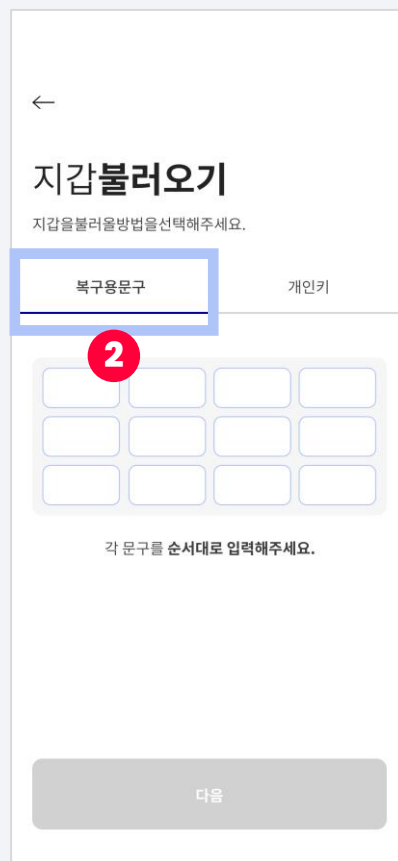 지갑불러오기
지갑을불러올방법을선택해주세요.
복구용문구 개인키
2
각 문구를 순서대로 입력해주세요.
다음